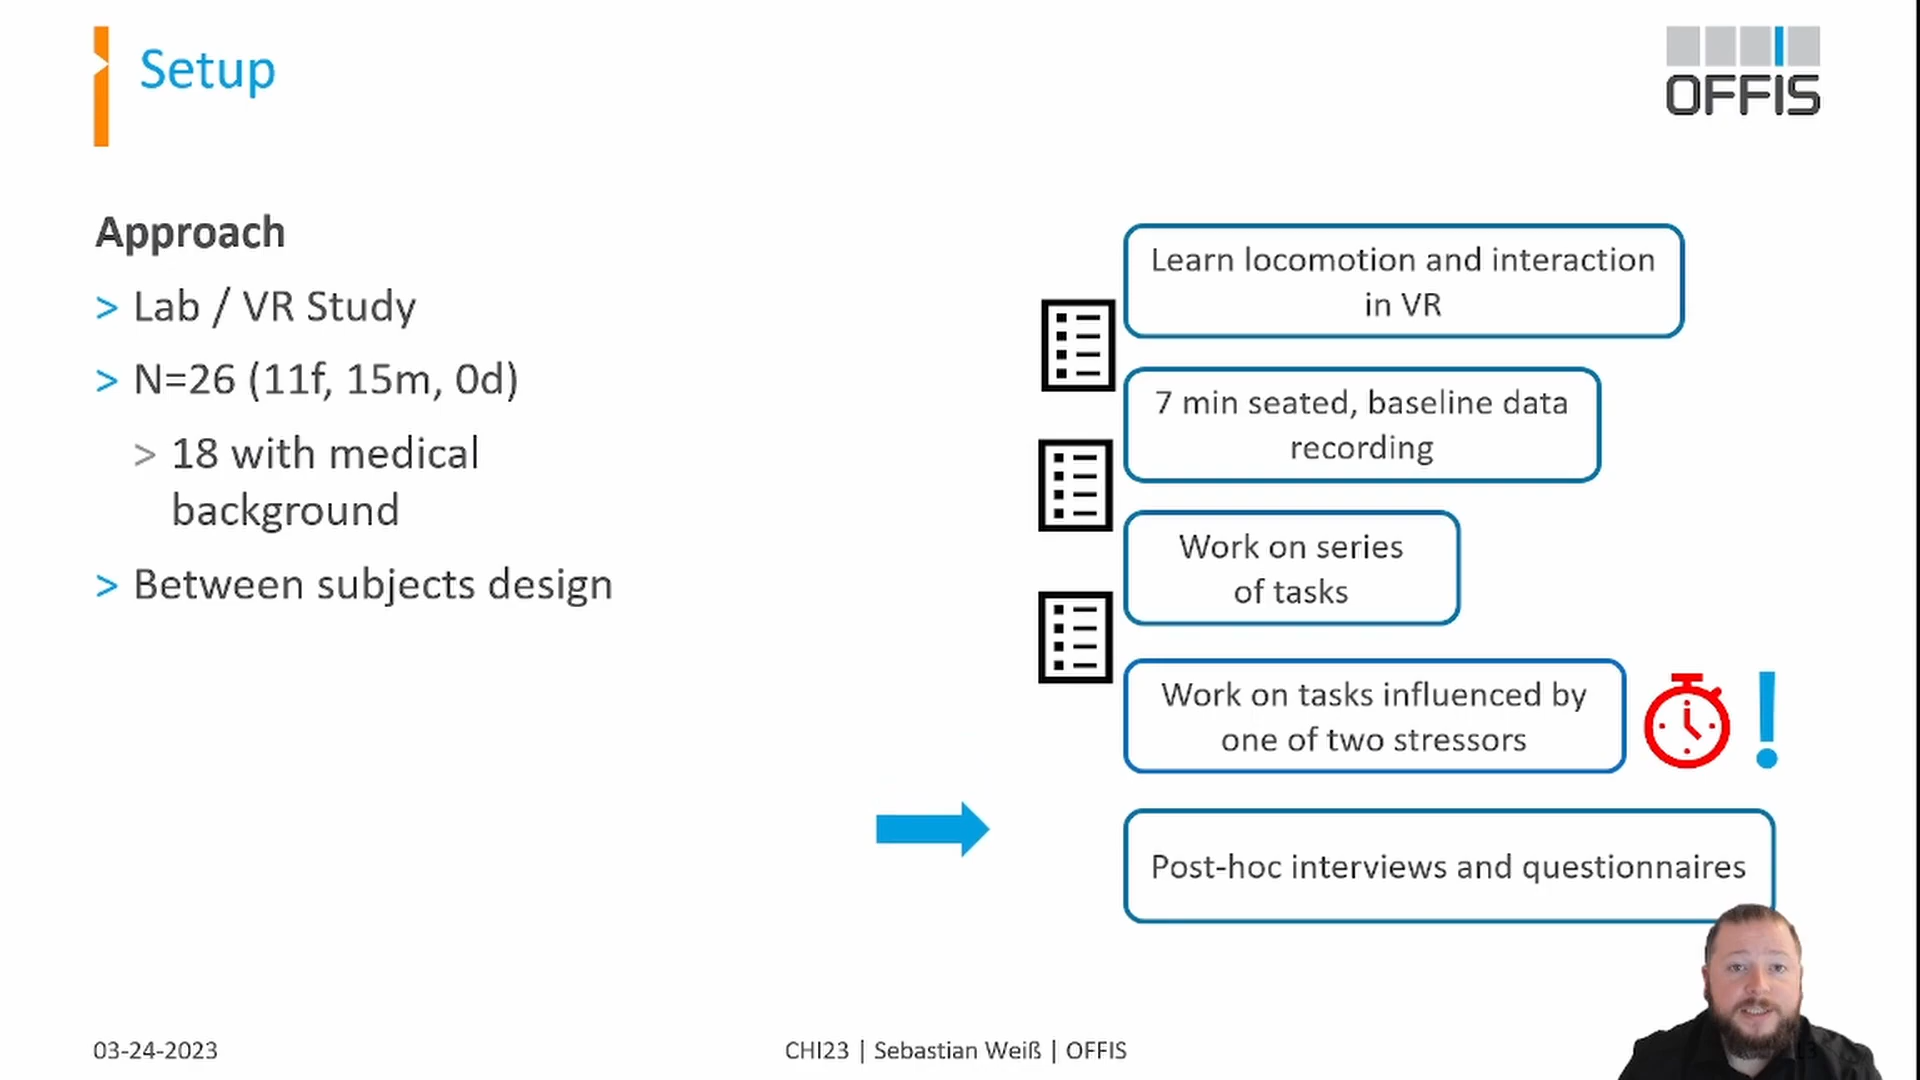 Setup
OFFIS
Approach
> Lab / VR Study
> N=26 (11f, 15m, 0d)
> 18 with medical
background
> Between subjects design
Learn locomotion and interaction
in VR
7 min seated, baseline data
recording
Work on series
of tasks
Work on tasks influenced by
one of two stressors
!
Post-hoc interviews and questionnaires
03-24-2023
CHI23 | Sebastian Weiß | OFFIS